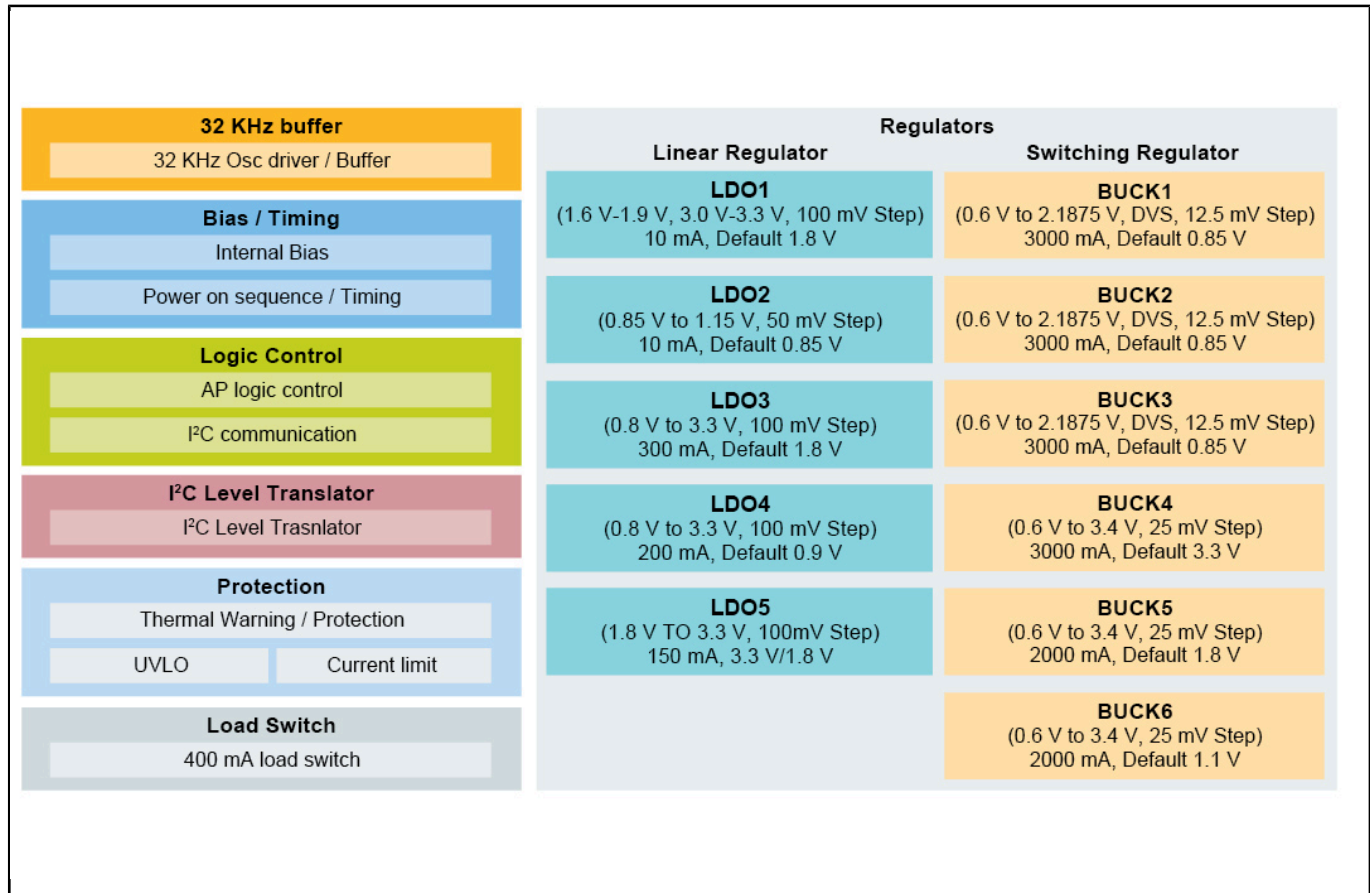 32 KHz buffer
32 KHz Osc driver / Buffer
Bias / Timing
Internal Bias
Power on sequence / Timing
Logic Control
AP logic control
I²C communication
I²C Level Translator
I²C Level Trasnlator
Protection
Thermal Warning / Protection
UVLO
Current limit
Load Switch
400 mA load switch
Regulators
Linear Regulator
LDO1
(1.6 V-1.9 V, 3.0 V-3.3 V, 100 mV Step)
10 mA, Default 1.8 V
LDO2
(0.85 V to 1.15 V, 50 mV Step)
10 mA, Default 0.85 V
LDO3
(0.8 V to 3.3 V, 100 mV Step)
300 mA, Default 1.8 V
LDO4
(0.8 V to 3.3 V, 100 mV Step)
200 mA, Default 0.9 V
LDO5
(1.8 V TO 3.3 V, 100mV Step)
150 mA, 3.3 V/1.8 V
Switching Regulator
BUCK1
(0.6 V to 2.1875 V, DVS, 12.5 mV Step)
3000 mA, Default 0.85 V
BUCK2
(0.6 V to 2.1875 V, DVS, 12.5 mV Step)
3000 mA, Default 0.85 V
BUCK3
(0.6 V to 2.1875 V, DVS, 12.5 mV Step)
3000 mA, Default 0.85 V
BUCK4
(0.6 V to 3.4 V, 25 mV Step)
3000 mA, Default 3.3 V
BUCK5
(0.6 V to 3.4 V, 25 mV Step)
2000 mA, Default 1.8 V
BUCK6
(0.6 V to 3.4 V, 25 mV Step)
2000 mA, Default 1.1 V